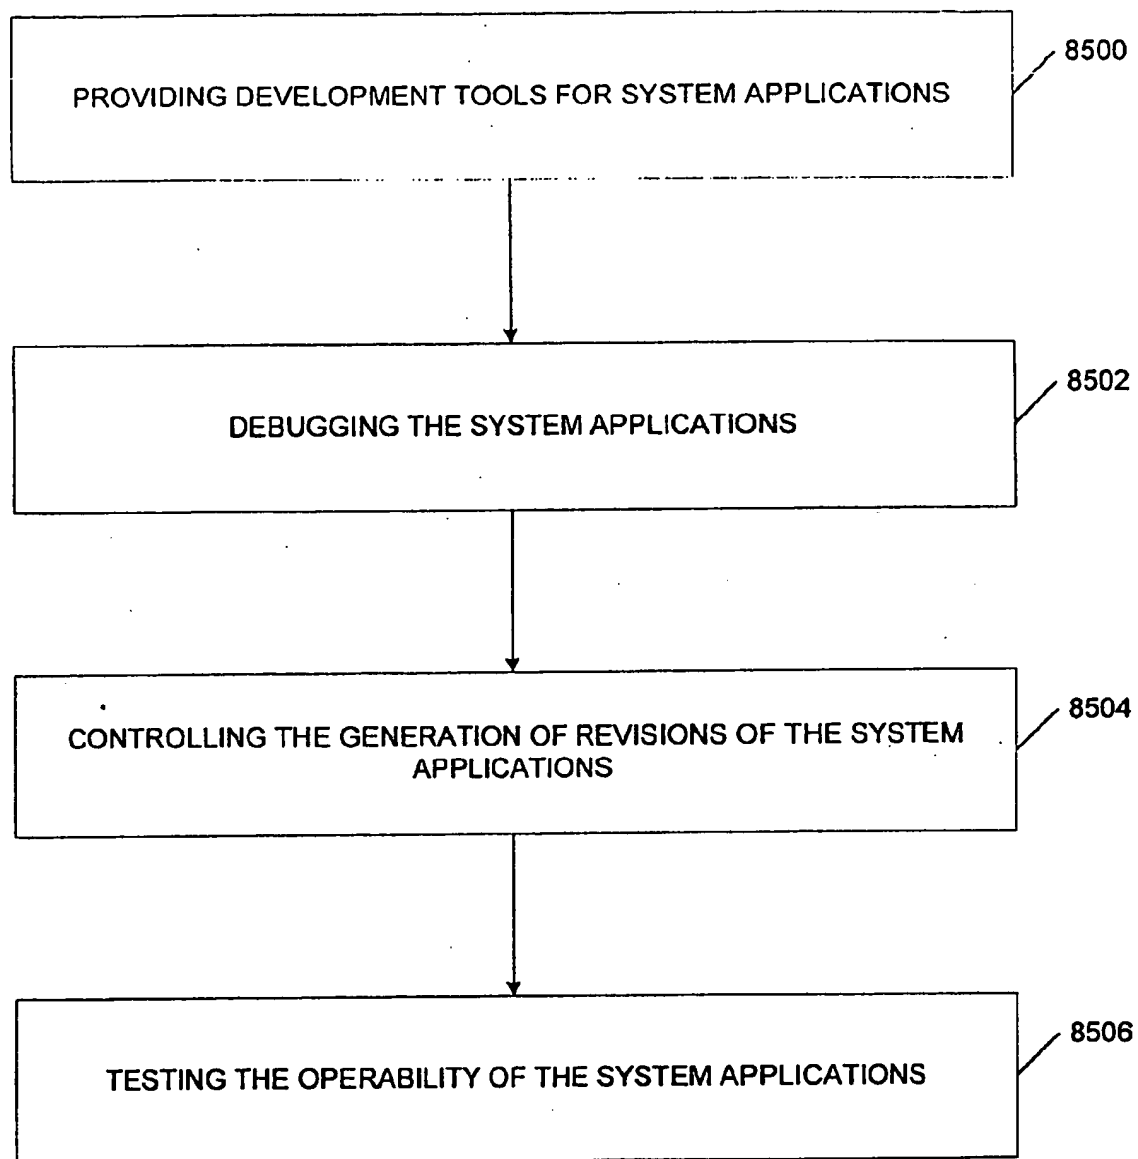 8500
PROVIDING DEVELOPMENT TOOLS FOR SYSTEM APPLICATIONS
8502
DEBUGGING THE SYSTEM APPLICATIONS
8504
CONTROLLING THE GENERATION OF REVISIONS OF THE SYSTEM
APPLICATIONS
8506
TESTING THE OPERABILITY OF THE SYSTEM APPLICATIONS